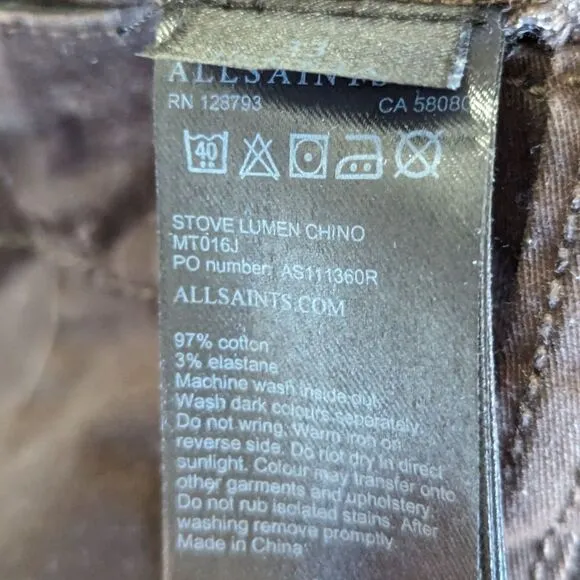 ALLSAINTS
RN 128793 CA 58080
40
STOVE LUMEN CHINO
MT016J
PO number: AS111360R
ALLSAINTS.COM
97% cotton
3% elastane
Machine wash inside out.
Wash dark colours seperately.
Do not wring. Warm iron on
reverse side. Do not dry in direct
sunlight. Colour may transfer onto
other garments and upholstery.
Do not rub isolated stains. After
washing remove promptly.
Made in China: